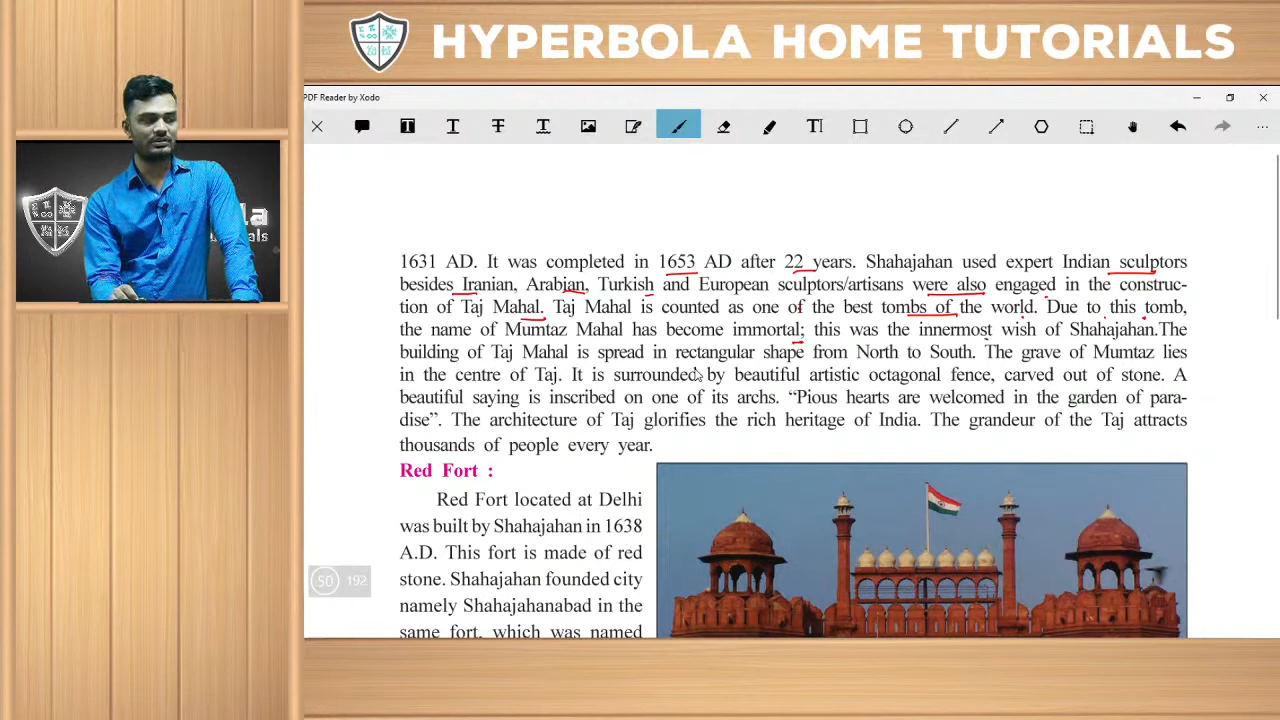 HYPERBOLA HOME TUTORIALS
PDF Reader by Xodo
1631 AD. It was completed in 1653 AD after 22 years. Shahajahan used expert Indian sculptors
besides Iranian, Arabian, Turkish and European sculptors/artisans were also engaged in the construc-
tion of Taj Mahal. Taj Mahal is counted as one of the best tombs of the world. Due to this tomb,
the name of Mumtaz Mahal has become immortal; this was the innermost wish of Shahajahan.The
building of Taj Mahal is spread in rectangular shape from North to South. The grave of Mumtaz lies
in the centre of Taj. It is surrounded by beautiful artistic octagonal fence, carved out of stone. A
beautiful saying is inscribed on one of its archs. “Pious hearts are welcomed in the garden of para-
dise”. The architecture of Taj glorifies the rich heritage of India. The grandeur of the Taj attracts
thousands of people every year.
Red Fort :
Red Fort located at Delhi
was built by Shahajahan in 1638
A.D. This fort is made of red
stone. Shahajahan founded city
namely Shahajahanabad in the
same fort, which was named
50 192